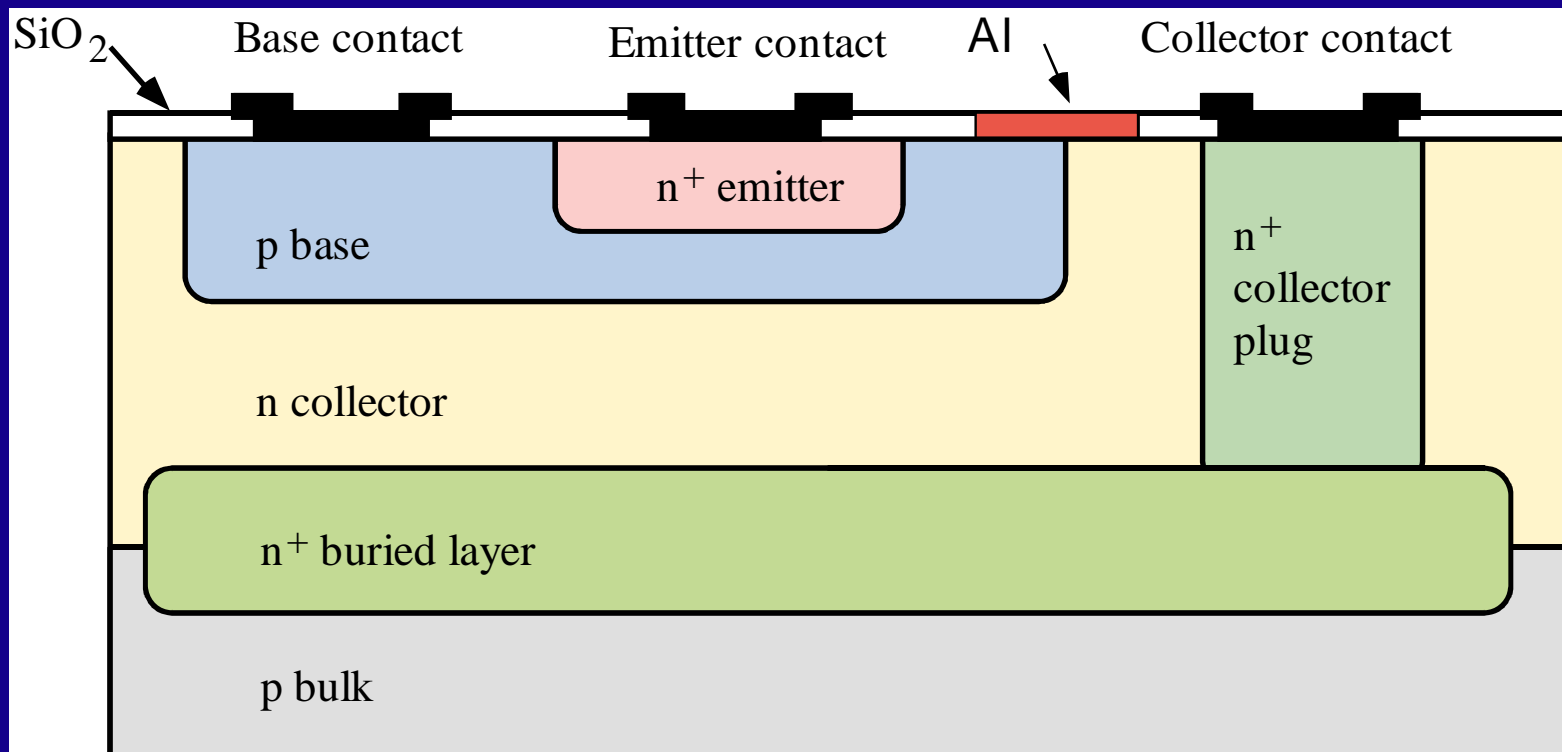 SiO2
Base contact
Emitter contact
Al
Collector contact
n+ emitter
p base
n+
collector
plug
n collector
n+ buried layer
p bulk